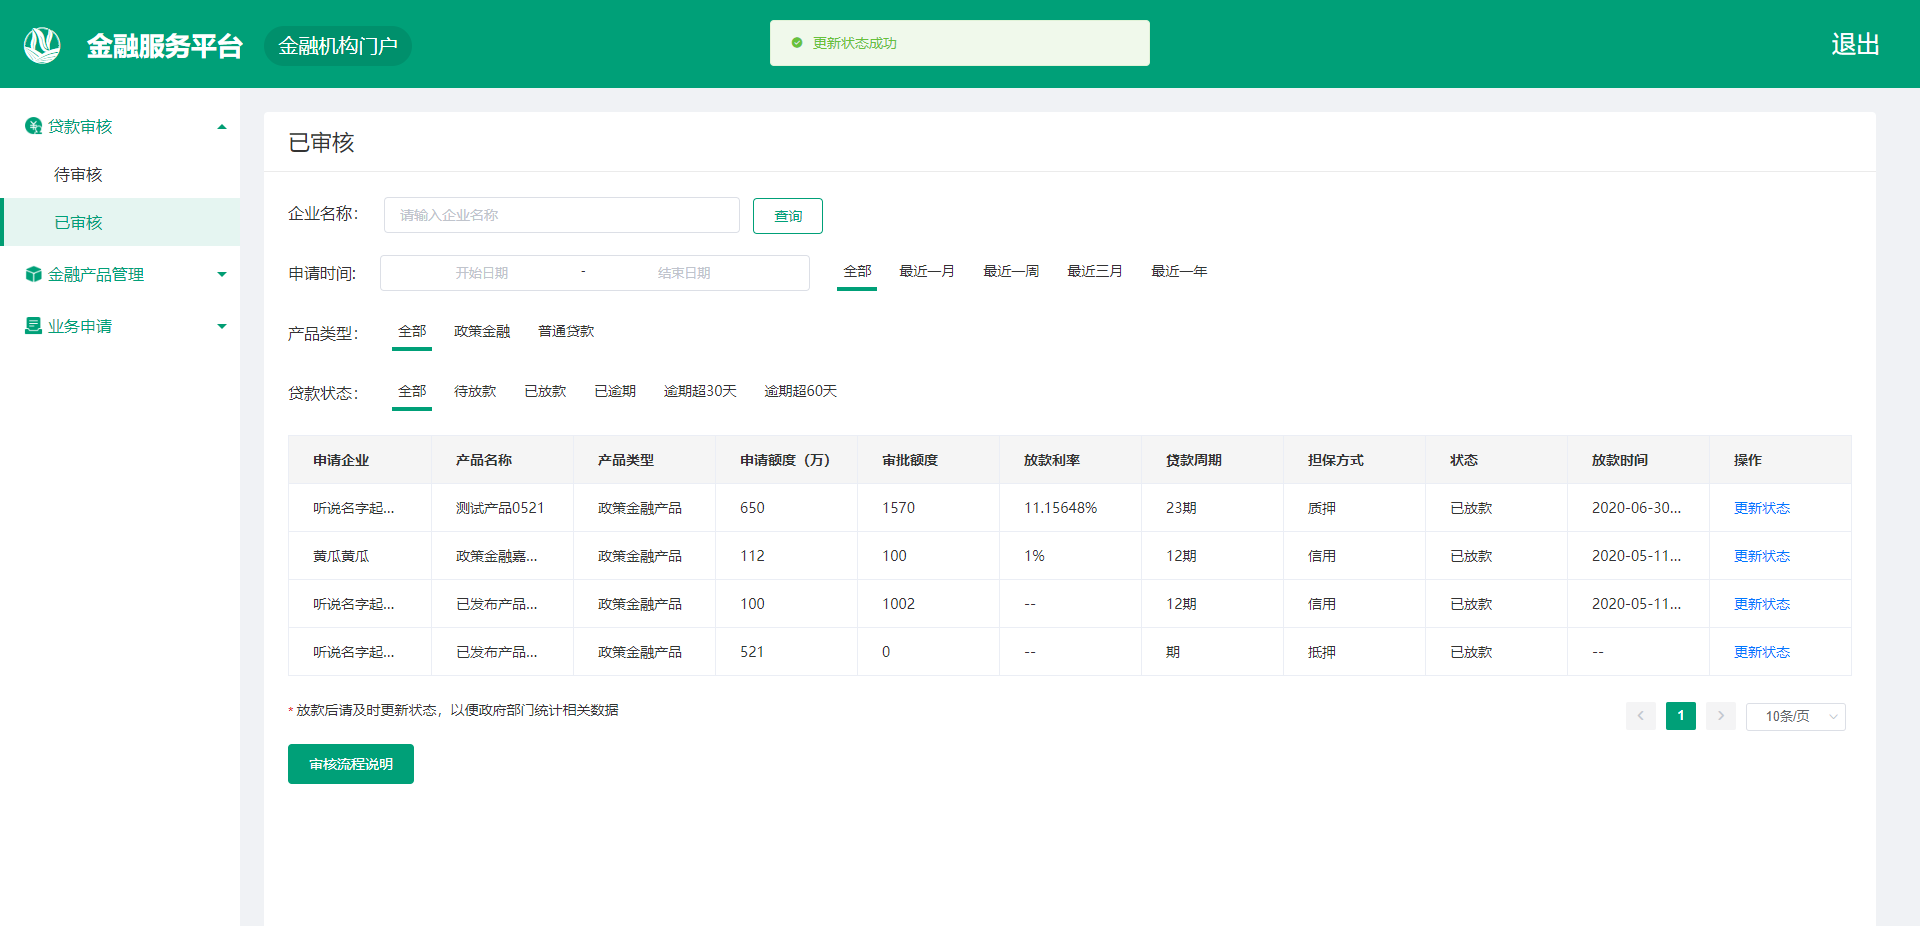 金融服务平台 金融机构门户 更新状态成功 退出
贷款审核
待审核
已审核
金融产品管理
业务申请
已审核
企业名称： 请输入企业名称 查询
申请时间: 开始日期 - 结束日期 全部 最近一月 最近一周 最近三月 最近一年
产品类型： 全部 政策金融 普通贷款
贷款状态： 全部 待放款 已放款 已逾期 逾期超30天 逾期超60天
申请企业 产品名称 产品类型 申请额度（万） 审批额度 放款利率 贷款周期 担保方式 状态 放款时间 操作
听说名字起... 测试产品0521 政策金融产品 650 1570 11.15648% 23期 质押 已放款 2020-06-30... 更新状态
黄瓜黄瓜 政策金融嘉... 政策金融产品 112 100 1% 12期 信用 已放款 2020-05-11... 更新状态
听说名字起... 已发布产品... 政策金融产品 100 1002 -- 12期 信用 已放款 2020-05-11... 更新状态
听说名字起... 已发布产品... 政策金融产品 521 0 -- 期 抵押 已放款 -- 更新状态
* 放款后请及时更新状态，以便政府部门统计相关数据
1 10条/页
审核流程说明